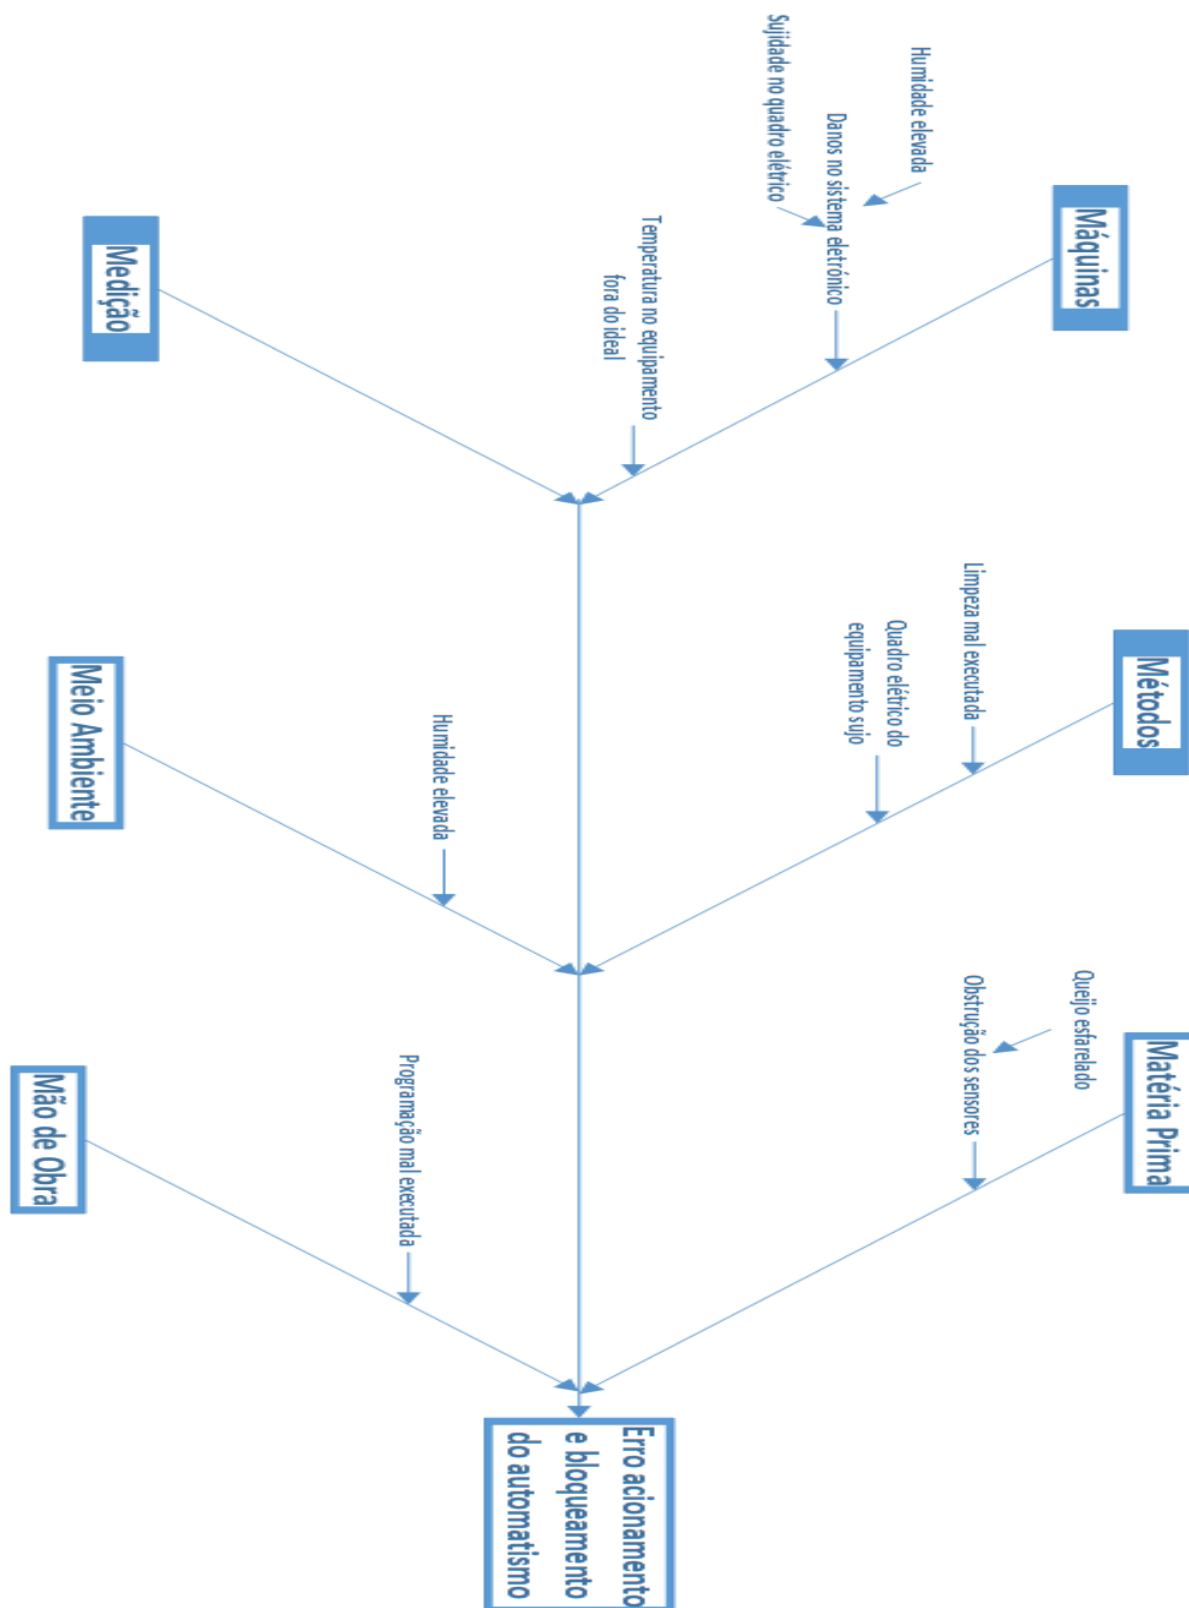 Máquinas
Humidade elevada
Danos no sistema eletrónico
Sujidade no quadro elétrico
Temperatura no equipamento
fora do ideal
Métodos
Limpeza mal executada
Quadro elétrico do
equipamento sujo
Matéria Prima
Queijo esfarelado
Obstrução dos sensores
Medição
Meio Ambiente
Humidade elevada
Mão de Obra
Programação mal executada
Erro acionamento
e bloqueamento
do automatismo